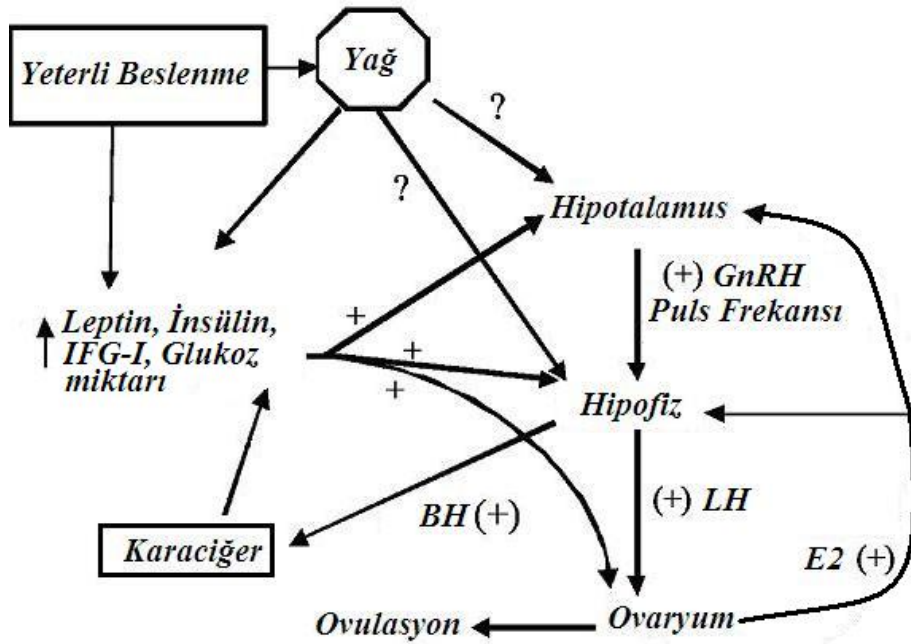 Yeterli Beslenme
Yağ
?
?
Hipotalamus
(+) GnRH
Puls Frekansı
Leptin, İnsülin,
IFG-I, Glukoz
miktarı
+
+
+
Hipofiz
BH (+)
(+) LH
Karaciğer
E2 (+)
Ovulasyon
Ovaryum